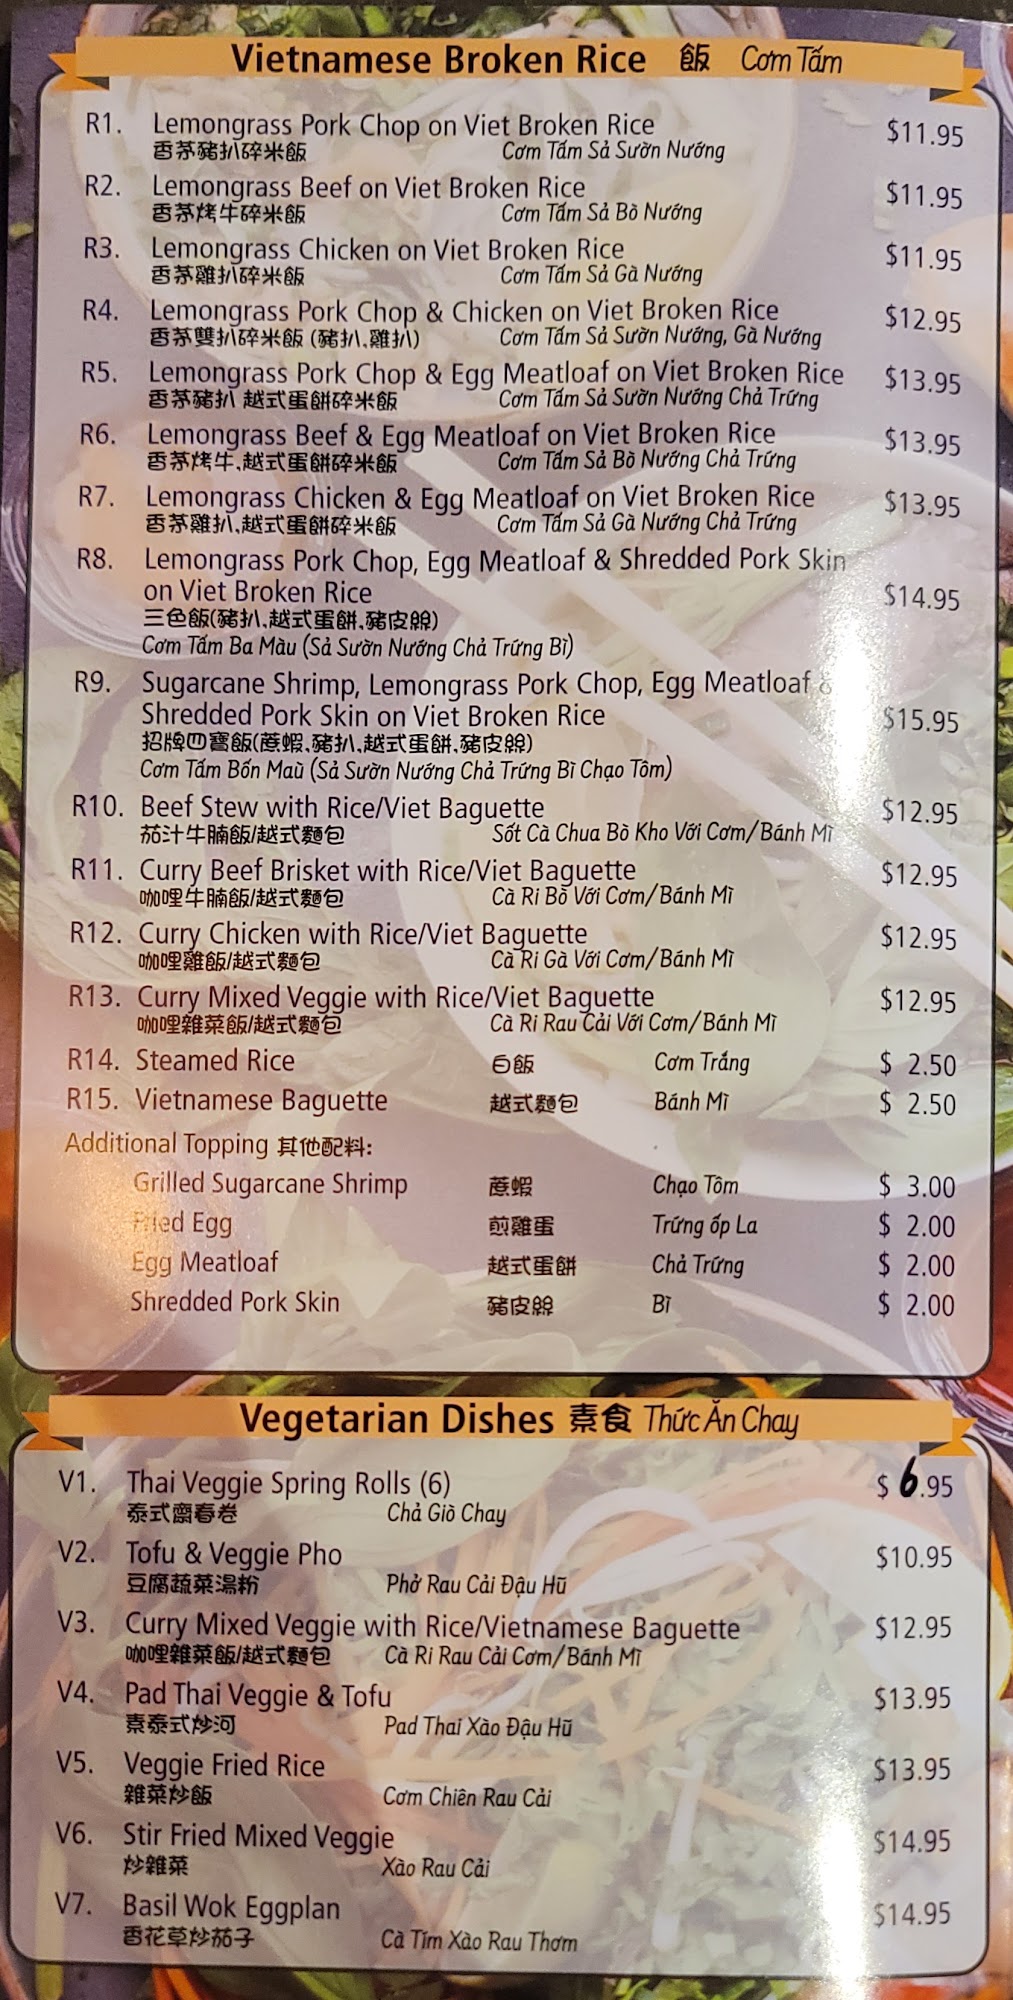 Vietnamese Broken Rice 飯 Cơm Tấm
R1. Lemongrass Pork Chop on Viet Broken Rice $11.95
香茅豬扒碎米飯 Cơm Tấm Sả Sườn Nướng
R2. Lemongrass Beef on Viet Broken Rice $11.95
香茅烤牛碎米飯 Cơm Tấm Sả Bò Nướng
R3. Lemongrass Chicken on Viet Broken Rice $11.95
香茅雞扒碎米飯 Cơm Tấm Sả Gà Nướng
R4. Lemongrass Pork Chop & Chicken on Viet Broken Rice $12.95
香茅雙扒碎米飯 (豬扒.雞扒) Cơm Tấm Sả Sườn Nướng, Gà Nướng
R5. Lemongrass Pork Chop & Egg Meatloaf on Viet Broken Rice $13.95
香茅豬扒 越式蛋餅碎米飯 Cơm Tấm Sả Sườn Nướng Chả Trứng
R6. Lemongrass Beef & Egg Meatloaf on Viet Broken Rice $13.95
香茅烤牛.越式蛋餅碎米飯 Cơm Tấm Sả Bò Nướng Chả Trứng
R7. Lemongrass Chicken & Egg Meatloaf on Viet Broken Rice $13.95
香茅雞扒.越式蛋餅碎米飯 Cơm Tấm Sả Gà Nướng Chả Trứng
R8. Lemongrass Pork Chop, Egg Meatloaf & Shredded Pork Skin
on Viet Broken Rice $14.95
三色飯(豬扒.越式蛋餅.豬皮絲)
Cơm Tấm Ba Màu (Sả Sườn Nướng Chả Trứng Bì)
R9. Sugarcane Shrimp, Lemongrass Pork Chop, Egg Meatloaf &
Shredded Pork Skin on Viet Broken Rice $15.95
招牌四寶飯(蔗蝦.豬扒.越式蛋餅.豬皮絲)
Cơm Tấm Bốn Maù (Sả Sườn Nướng Chả Trứng Bì Chạo Tôm)
R10. Beef Stew with Rice/Viet Baguette $12.95
茄汁牛腩飯/越式麵包 Sốt Cà Chua Bò Kho Với Cơm/Bánh Mì
R11. Curry Beef Brisket with Rice/Viet Baguette $12.95
咖哩牛腩飯/越式麵包 Cà Ri Bò Với Cơm/Bánh Mì
R12. Curry Chicken with Rice/Viet Baguette $12.95
咖哩雞飯/越式麵包 Cà Ri Gà Với Cơm/Bánh Mì
R13. Curry Mixed Veggie with Rice/Viet Baguette $12.95
咖哩雜菜飯/越式麵包 Cà Ri Rau Cải Với Cơm/Bánh Mì
R14. Steamed Rice 白飯 Cơm Trắng $ 2.50
R15. Vietnamese Baguette 越式麵包 Bánh Mì $ 2.50
Additional Topping 其他配料:
Grilled Sugarcane Shrimp 蔗蝦 Chạo Tôm $ 3.00
Fried Egg 煎雞蛋 Trứng ốp La $ 2.00
Egg Meatloaf 越式蛋餅 Chả Trứng $ 2.00
Shredded Pork Skin 豬皮絲 Bì $ 2.00
Vegetarian Dishes 素食 Thức Ăn Chay
V1. Thai Veggie Spring Rolls (6) $ 6.95
泰式齋春卷 Chả Giò Chay
V2. Tofu & Veggie Pho $10.95
豆腐蔬菜湯粉 Phở Rau Cải Đậu Hũ
V3. Curry Mixed Veggie with Rice/Vietnamese Baguette $12.95
咖哩雜菜飯/越式麵包 Cà Ri Rau Cải Cơm/Bánh Mì
V4. Pad Thai Veggie & Tofu $13.95
素泰式炒河 Pad Thai Xào Đậu Hũ
V5. Veggie Fried Rice $13.95
雜菜炒飯 Cơm Chiên Rau Cải
V6. Stir Fried Mixed Veggie $14.95
炒雜菜 Xào Rau Cải
V7. Basil Wok Eggplan $14.95
香花草炒茄子 Cà Tím Xào Rau Thơm